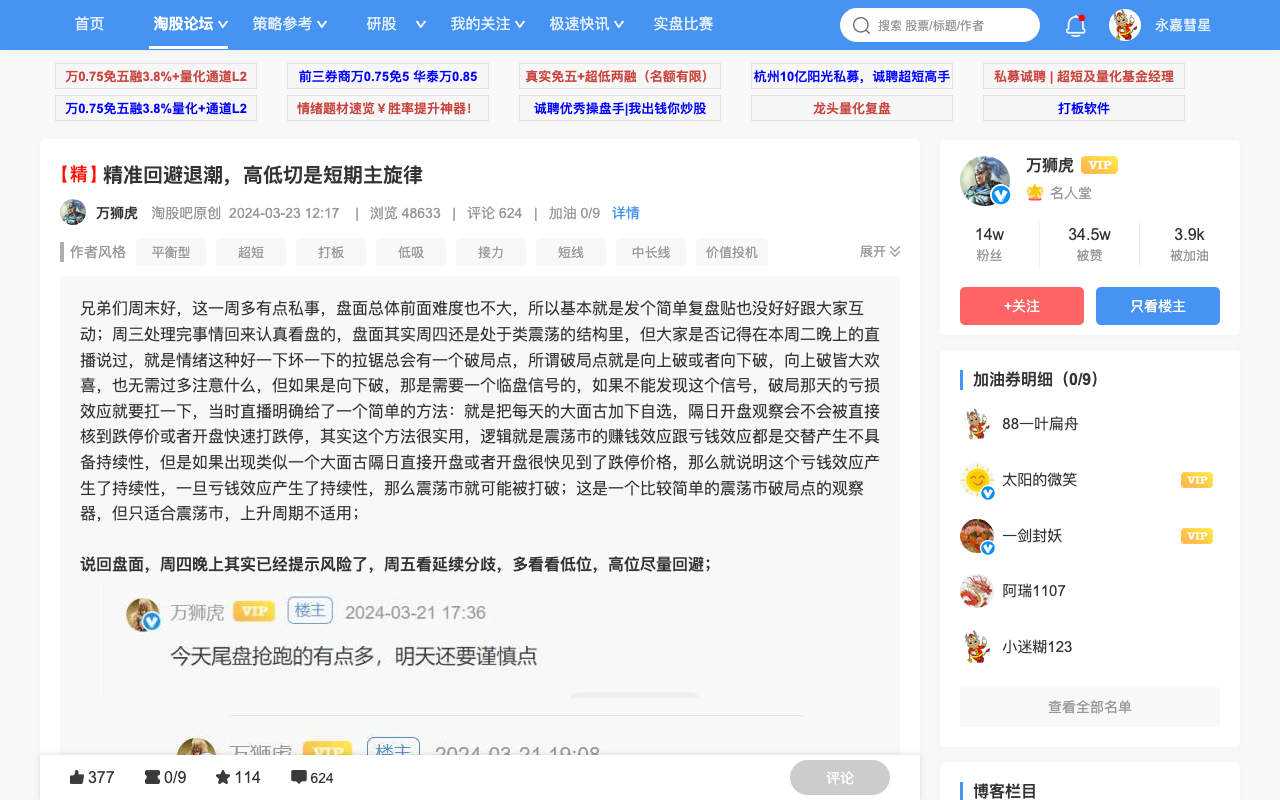 首页 淘股论坛 策略参考 研股 我的关注 极速快讯 实盘比赛 搜索 股票/标题/作者 永嘉彗星
万0.75免五融3.8%+量化通道L2 前三券商万0.75免5 华泰万0.85 真实免五+超低两融（名额有限） 杭州10亿阳光私募，诚聘超短高手 私募诚聘 | 超短及量化基金经理
万0.75免五融3.8%量化+通道L2 情绪题材速览￥胜率提升神器！ 诚聘优秀操盘手|我出钱你炒股 龙头量化复盘 打板软件
【精】精准回避退潮，高低切是短期主旋律
万狮虎 淘股吧原创 2024-03-23 12:17 | 浏览 48633 | 评论 624 | 加油 0/9 详情
作者风格 平衡型 超短 打板 低吸 接力 短线 中长线 价值投机 展开
兄弟们周末好，这一周多有点私事，盘面总体前面难度也不大，所以基本就是发个简单复盘贴也没好好跟大家互
动；周三处理完事情回来认真看盘的，盘面其实周四还是处于类震荡的结构里，但大家是否记得在本周二晚上的直
播说过，就是情绪这种好一下坏一下的拉锯总会有一个破局点，所谓破局点就是向上破或者向下破，向上破皆大欢
喜，也无需过多注意什么，但如果是向下破，那是需要一个临盘信号的，如果不能发现这个信号，破局那天的亏损
效应就要扛一下，当时直播明确给了一个简单的方法：就是把每天的大面古加下自选，隔日开盘观察会不会被直接
核到跌停价或者开盘快速打跌停，其实这个方法很实用，逻辑就是震荡市的赚钱效应跟亏钱效应都是交替产生不具
备持续性，但是如果出现类似一个大面古隔日直接开盘或者开盘很快见到了跌停价格，那么就说明这个亏钱效应产
生了持续性，一旦亏钱效应产生了持续性，那么震荡市就可能被打破；这是一个比较简单的震荡市破局点的观察
器，但只适合震荡市，上升周期不适用；
说回盘面，周四晚上其实已经提示风险了，周五看延续分歧，多看看低位，高位尽量回避；
万狮虎 VIP 楼主 2024-03-21 17:36
今天尾盘抢跑的有点多，明天还要谨慎点
万狮虎 VIP 楼主 2024-03-21 19:08
377 0/9 114 624 评论
万狮虎 VIP
名人堂
14w 34.5w 3.9k
粉丝 被赞 被加油
+关注 只看楼主
加油券明细（0/9）
88一叶扁舟
太阳的微笑 VIP
一剑封妖 VIP
阿瑞1107
小迷糊123
查看全部名单
博客栏目